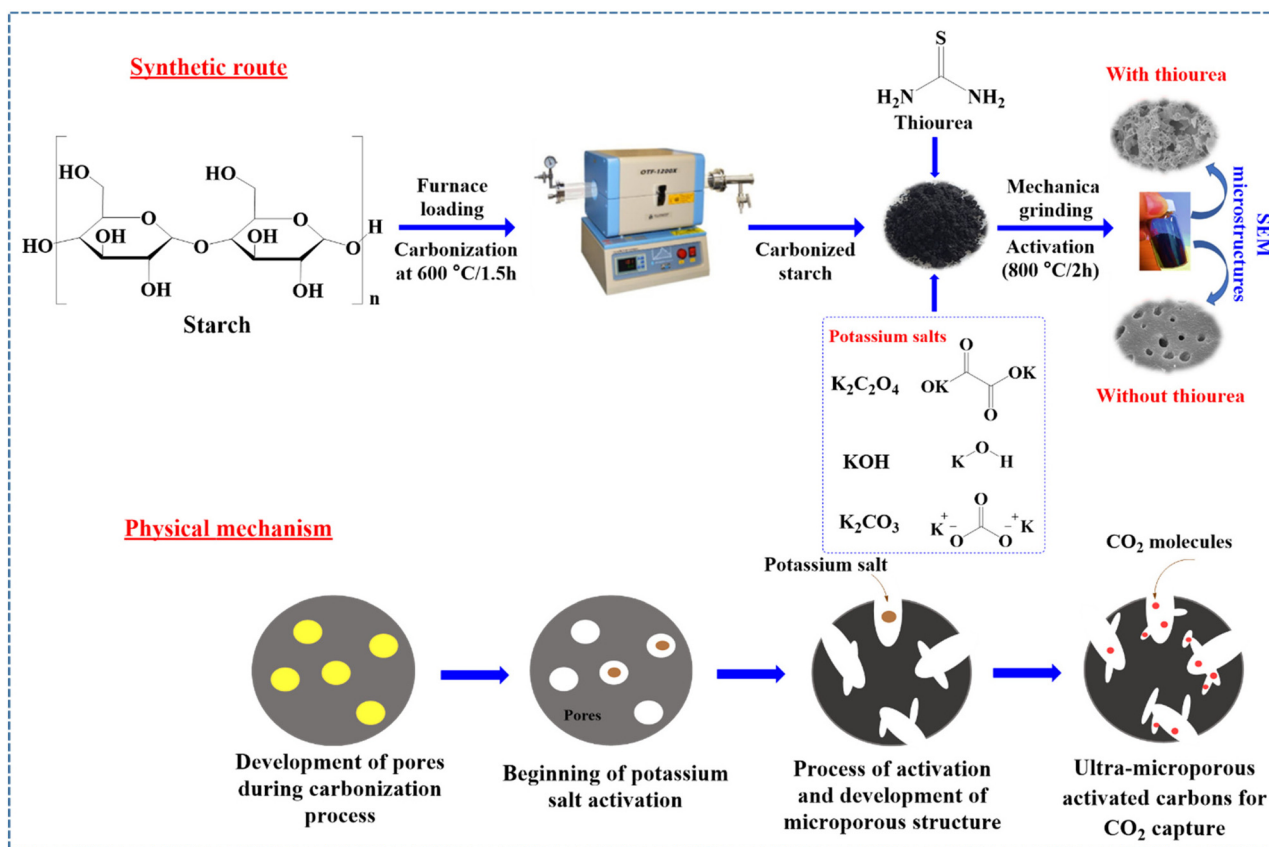 Synthetic route
HO
HO
O
OH
O
HO
O
OH
HO
OH
O
H
OH
n
Starch
Furnace
loading
Carbonization
at 600 °C/1.5h
OTF-1200X
Carbonized
starch
S
H₂N
NH₂
Thiourea
Mechanica
grinding
Activation
(800 °C/2h)
With thiourea
SEM
microstructures
Without thiourea
Potassium salts
K₂C₂O₄
O
OK
OK
O
KOH
K
O
H
K₂CO₃
O
K
+
−
O
O
−
+
K
Physical mechanism
Potassium salt
CO₂ molecules
Pores
Development of pores
during carbonization
process
Beginning of potassium
salt activation
Process of activation
and development of
microporous structure
Ultra-microporous
activated carbons for
CO₂ capture